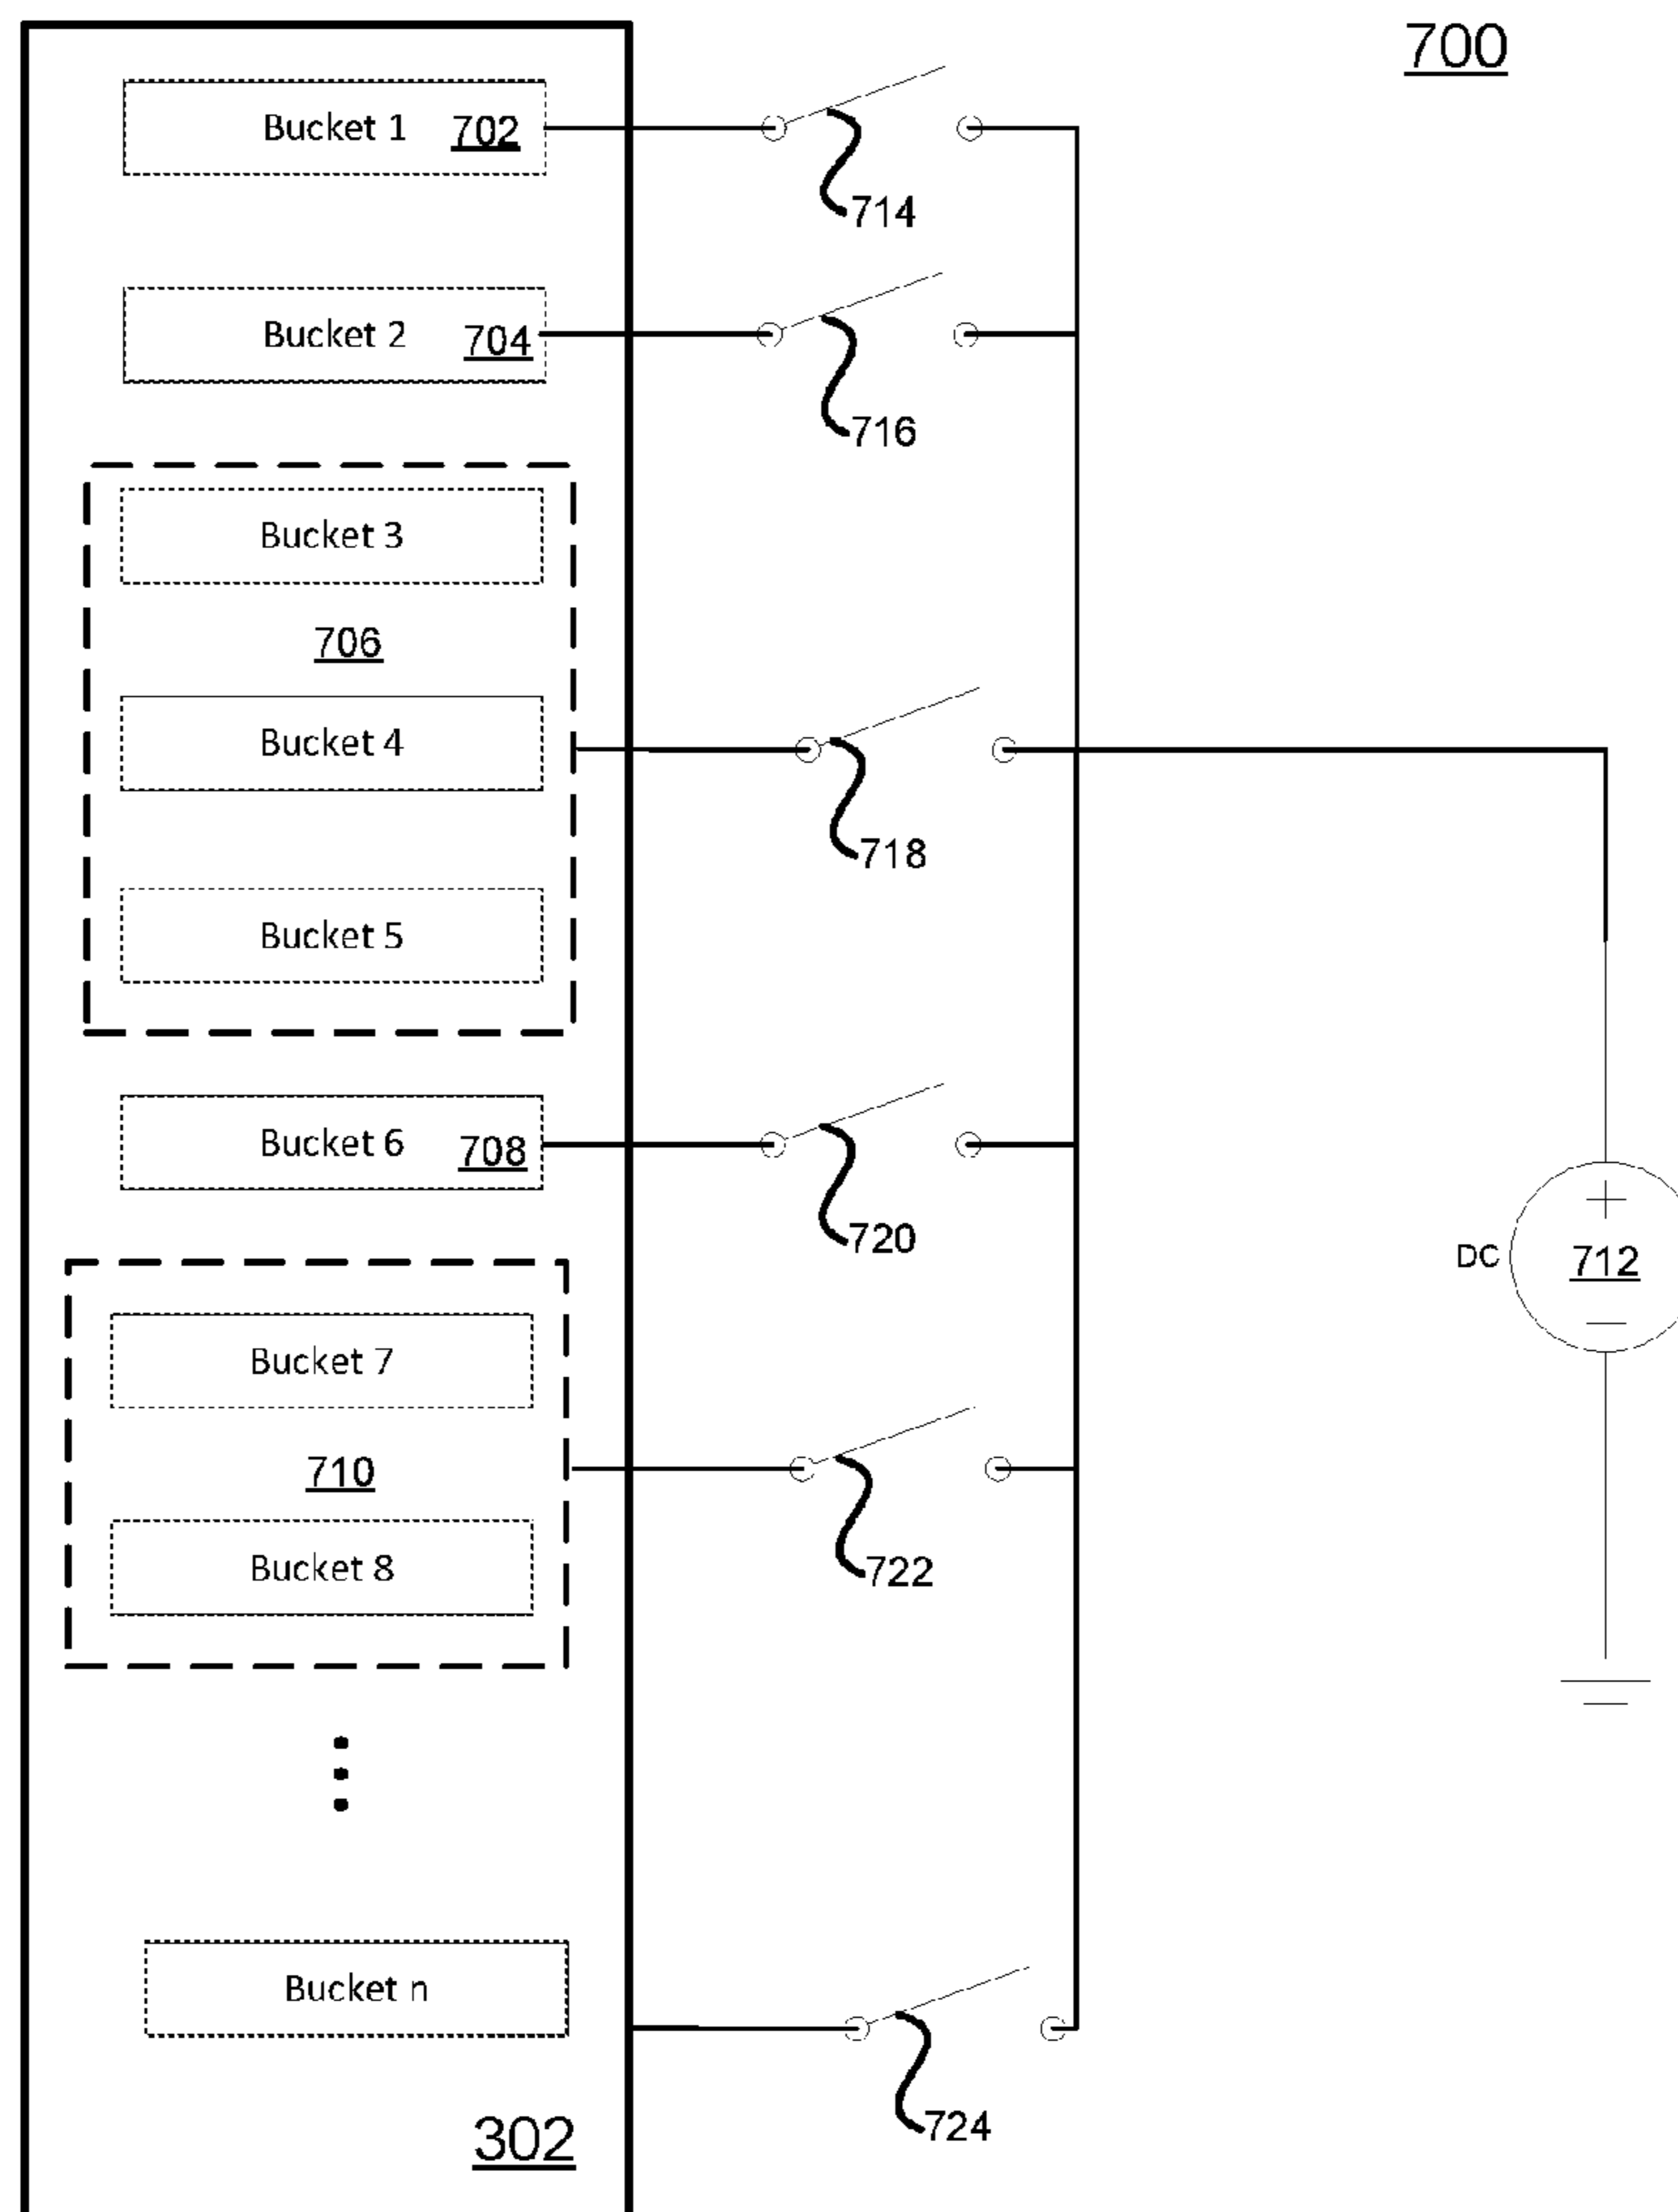 700
Bucket 1 702
714
Bucket 2 704
716
Bucket 3
706
Bucket 4
718
Bucket 5
Bucket 6 708
720
DC
+
712
−
Bucket 7
710
722
Bucket 8
Bucket n
724
302